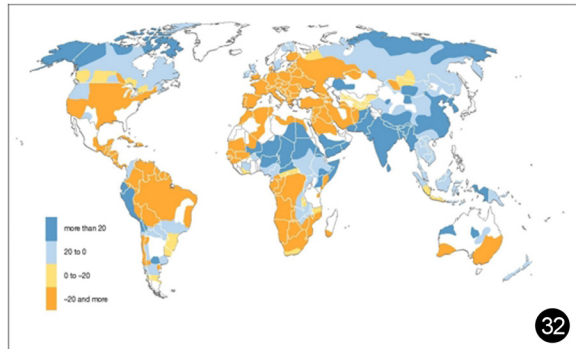 more than 20
20 to 0
0 to –20
–20 and more
32